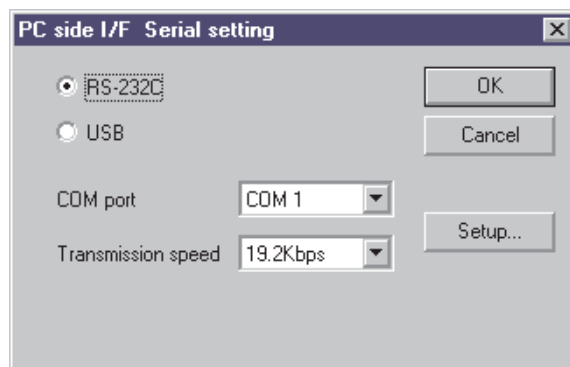 PC side I/F Serial setting
RS-232C
OK
USB
Cancel
COM port
COM 1
Setup...
Transmission speed
19.2Kbps